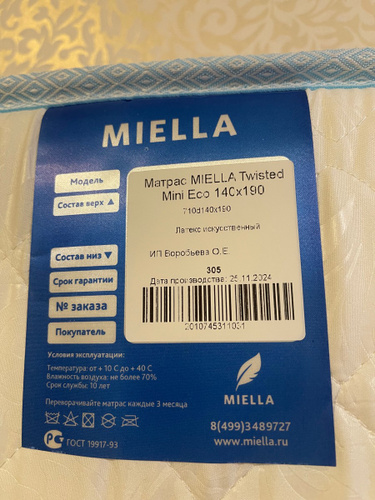 MIELLA
Модель
Состав верх ▲
Состав низ ▼
Срок гарантии
№ заказа
Покупатель
Матрас MIELLA Twisted
Mini Eco 140x190
710d140x190
Латекс искусственный
ИП Воробьева О.Е.
305
Дата производства: 25.11.2024
2010745311031
Условия эксплуатации:
Температура: от + 10 С до + 40 С
Влажность воздуха: не более 70%
Срок службы: 10 лет
Переворачивайте матрас каждые 3 месяца
РС ГОСТ 19917-93
MIELLA
8(499)3489727
www.miella.ru